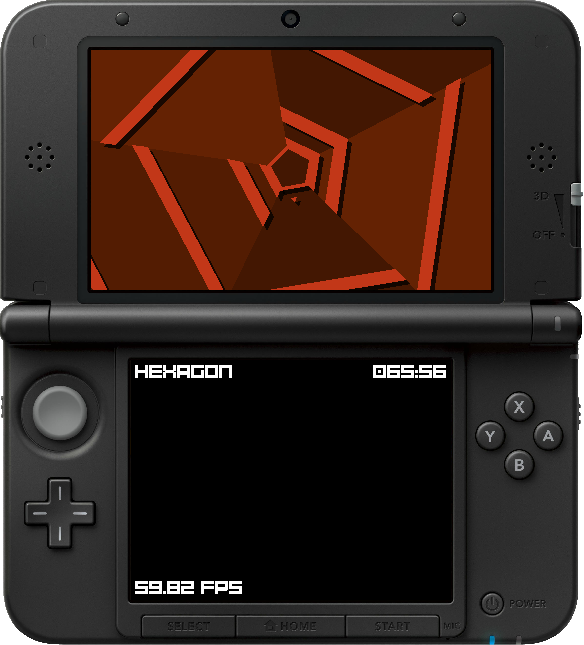 3D
OFF
HEXAGON 065:56
X
Y A
B
59.82 FPS
POWER
SELECT HOME START MIC